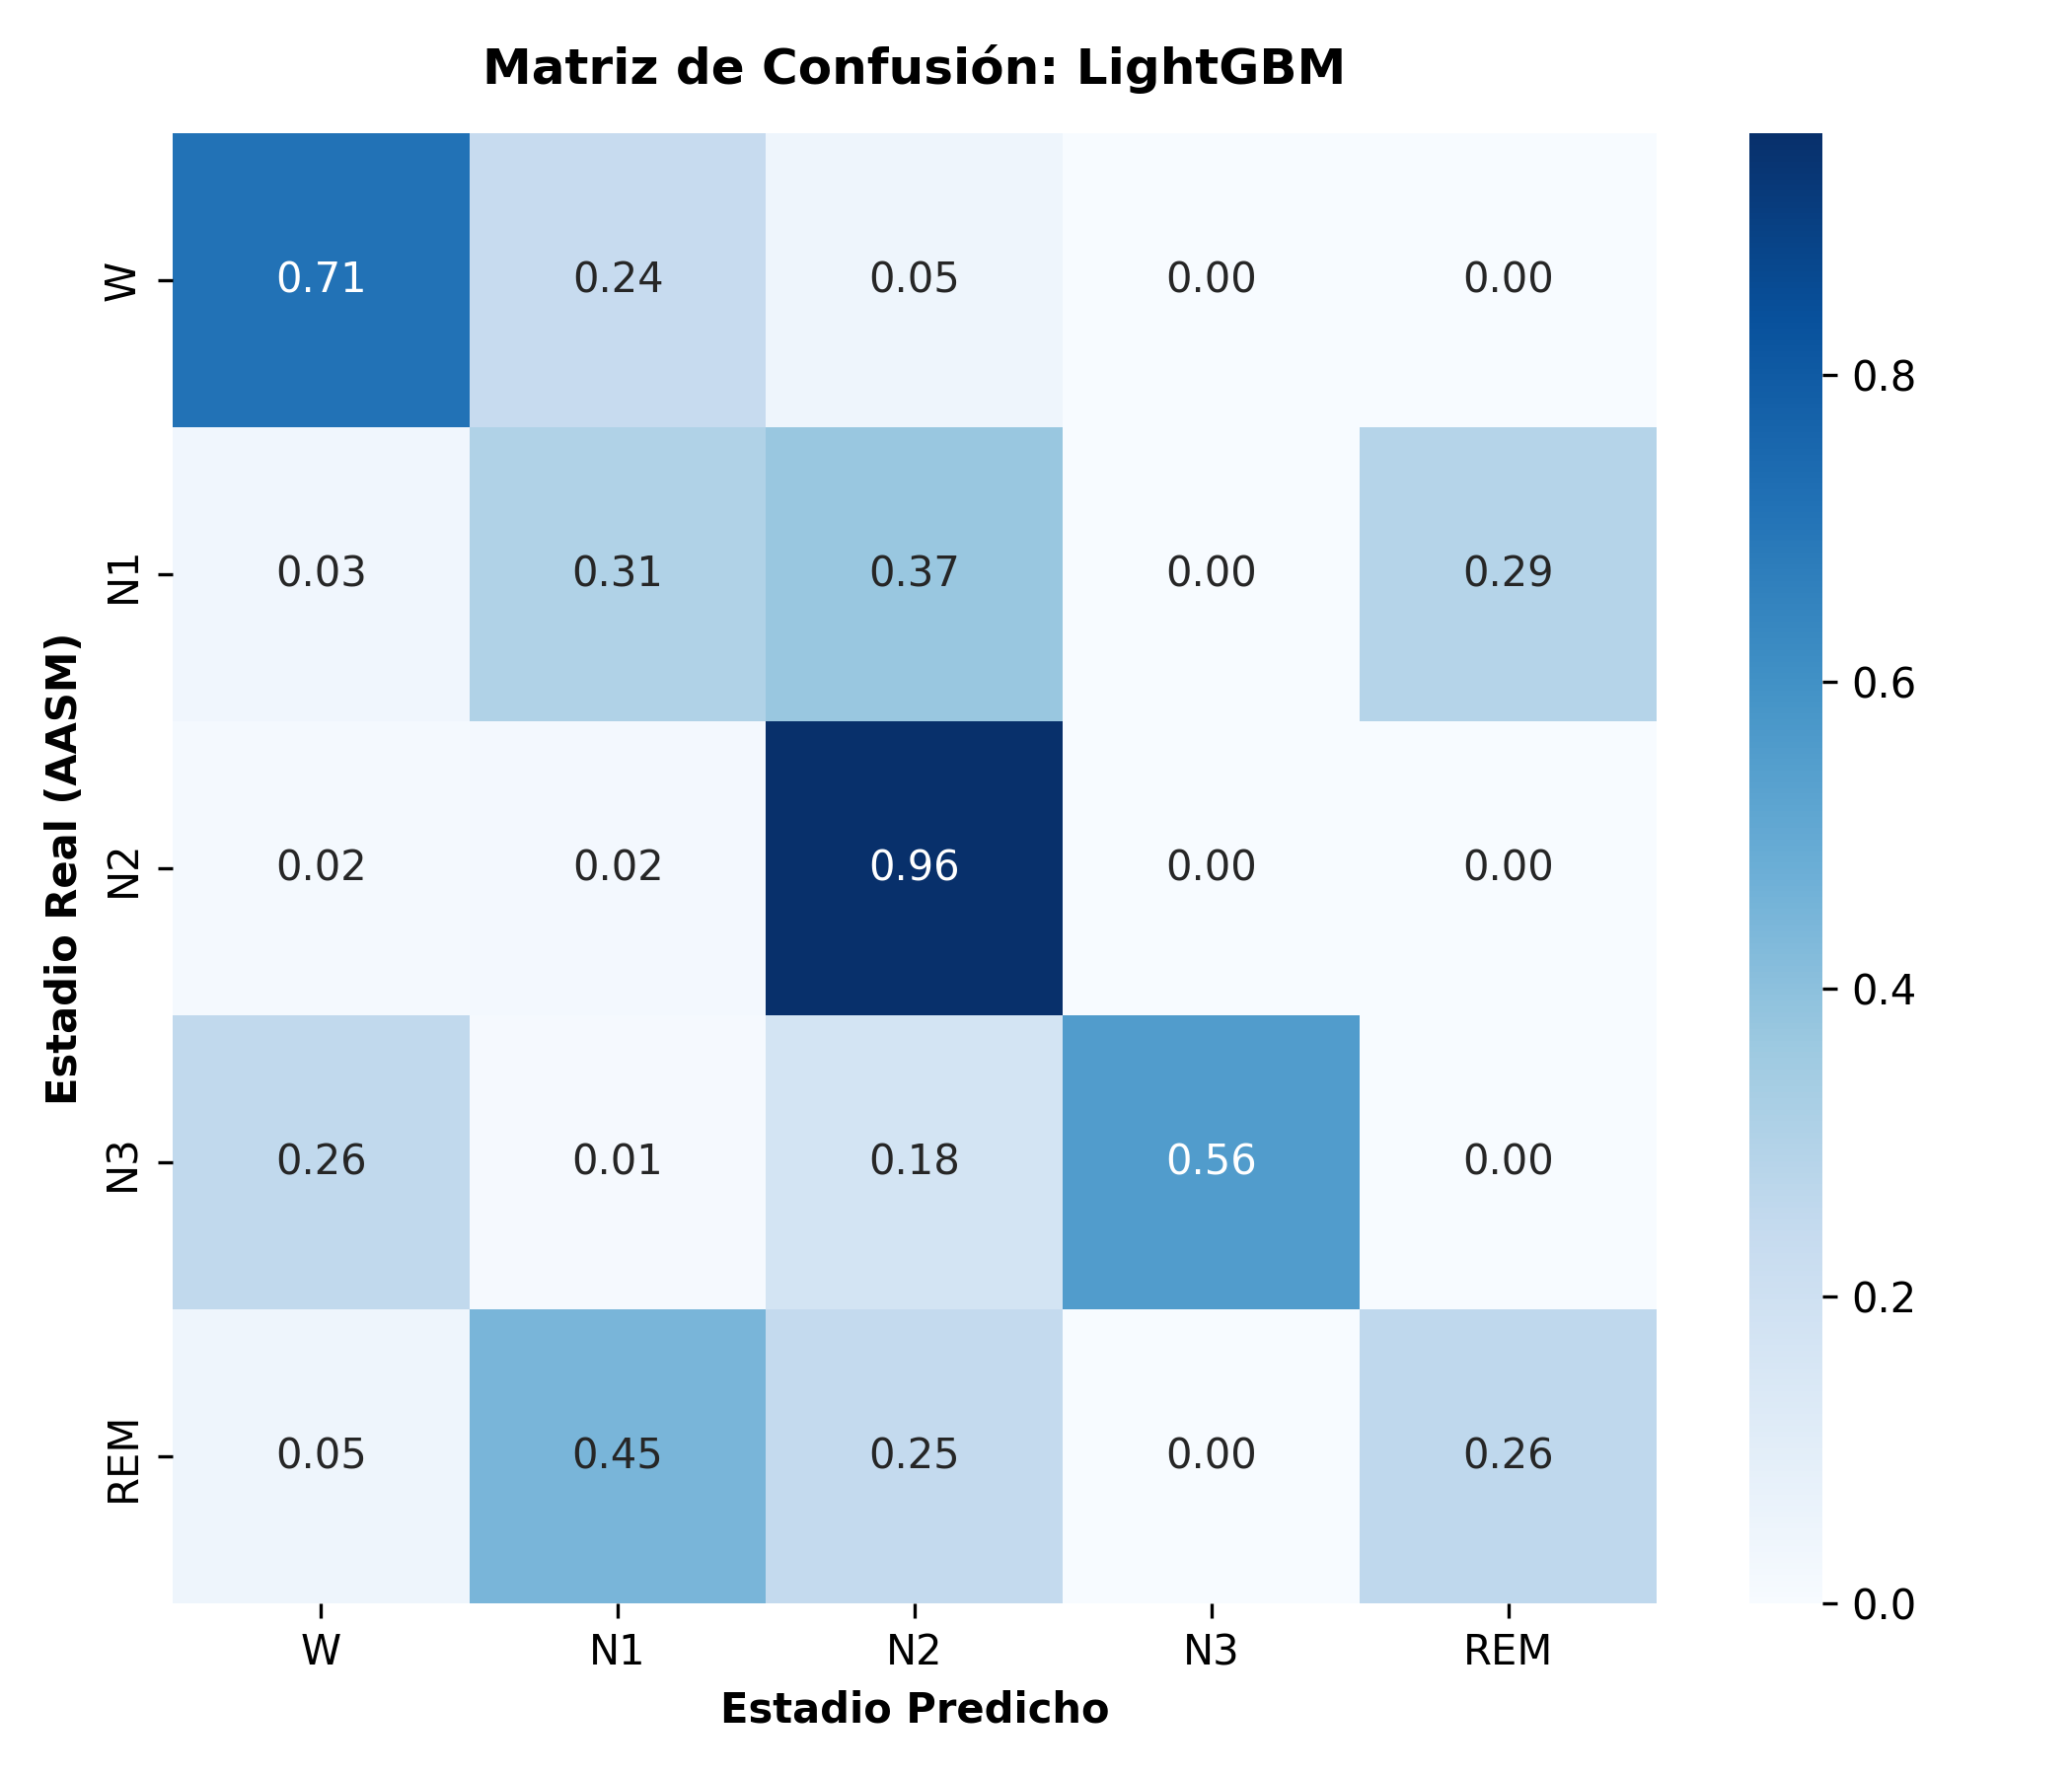 Matriz de Confusión: LightGBM
W 0.71 0.24 0.05 0.00 0.00
N1 0.03 0.31 0.37 0.00 0.29
N2 0.02 0.02 0.96 0.00 0.00
N3 0.26 0.01 0.18 0.56 0.00
REM 0.05 0.45 0.25 0.00 0.26
W N1 N2 N3 REM
Estadio Predicho
Estadio Real (AASM)
0.8
0.6
0.4
0.2
0.0